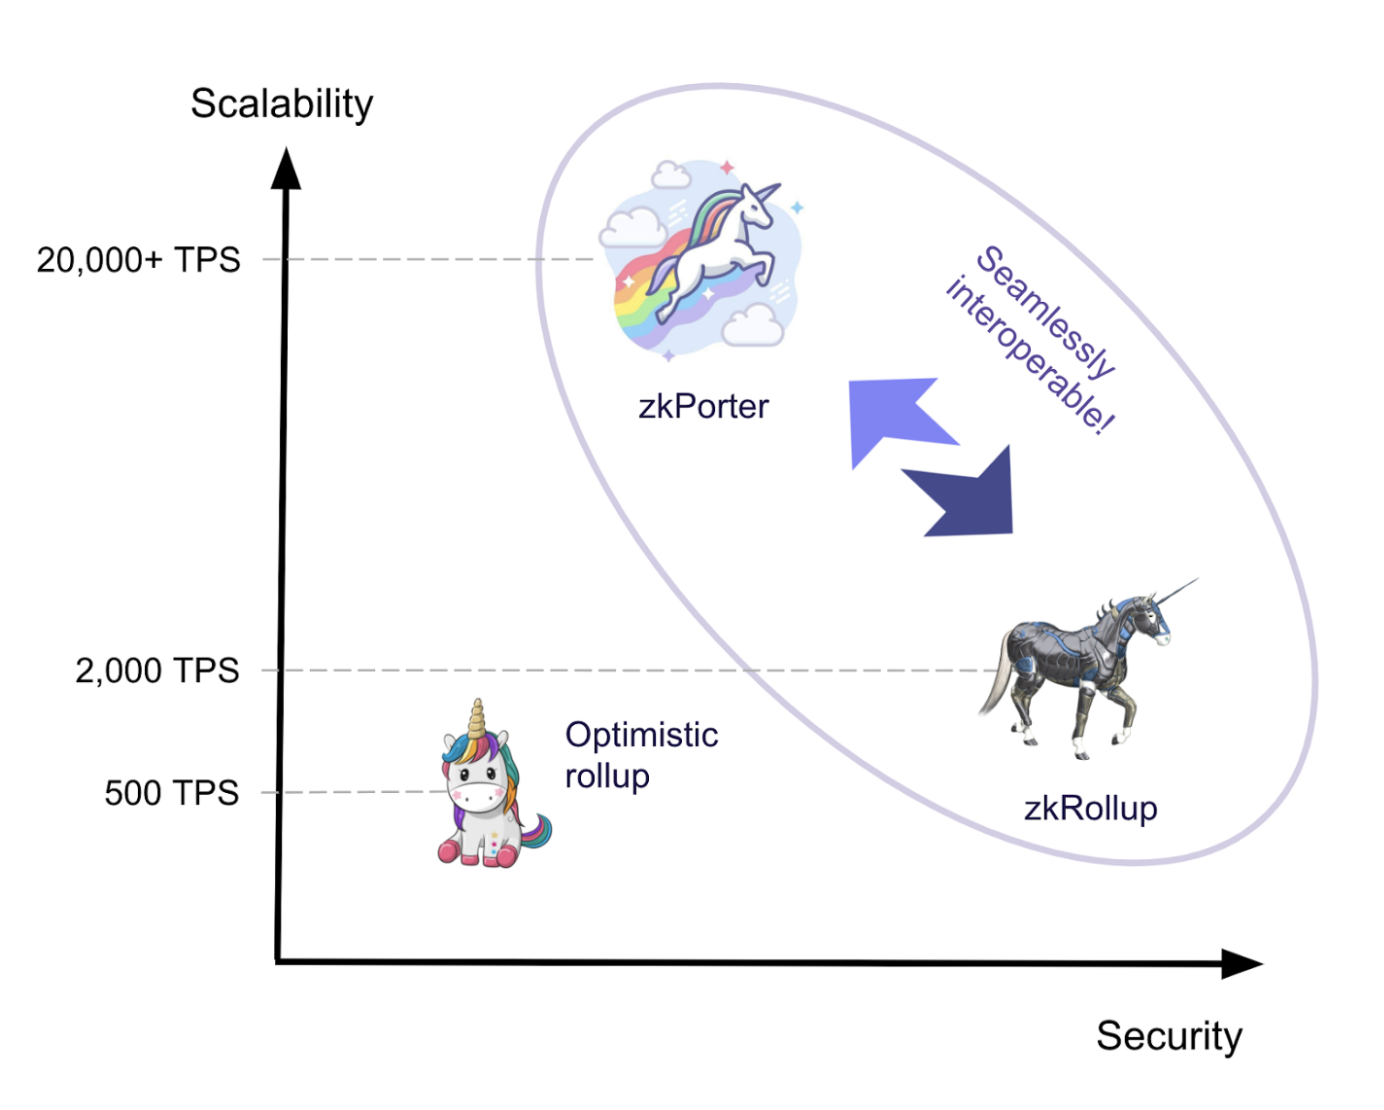 Scalability
20,000+ TPS
zkPorter
Seamlessly
interoperable!
2,000 TPS
Optimistic
rollup
500 TPS
zkRollup
Security